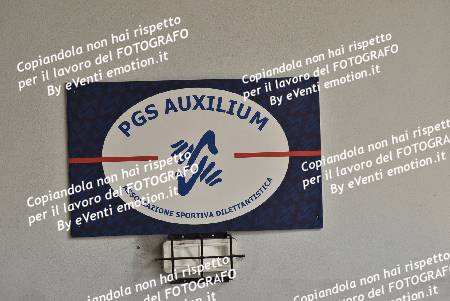 Copiandola non hai rispetto
per il lavoro del FOTOGRAFO
By eVenti emotion.it
Copiandola non hai rispetto
per il lavoro del FOTOGRAFO
By eVenti emotion.it
PGS AUXILIUM
ASSOCIAZIONE SPORTIVA DILETTANTISTICA
Copiandola non hai rispetto
per il lavoro del FOTOGRAFO
By eVenti emotion.it
Copiandola non hai rispetto
per il lavoro del FOTOGRAFO
By eVenti emotion.it
Copiandola non hai rispetto
per il lavoro del FOTOGRAFO
Copiandola non hai rispetto
per il lavoro del FOTOGRAFO